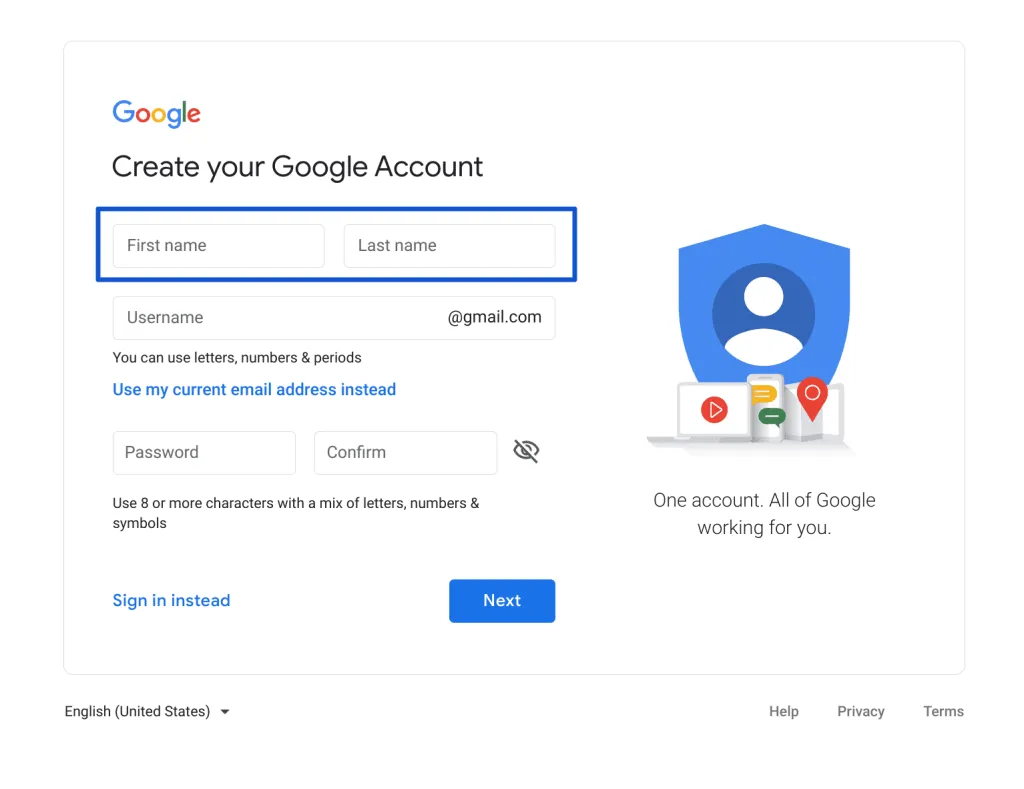 Google
Create your Google Account
First name Last name
Username @gmail.com
You can use letters, numbers & periods
Use my current email address instead
Password Confirm
Use 8 or more characters with a mix of letters, numbers &
symbols
Sign in instead Next
One account. All of Google
working for you.
English (United States) Help Privacy Terms